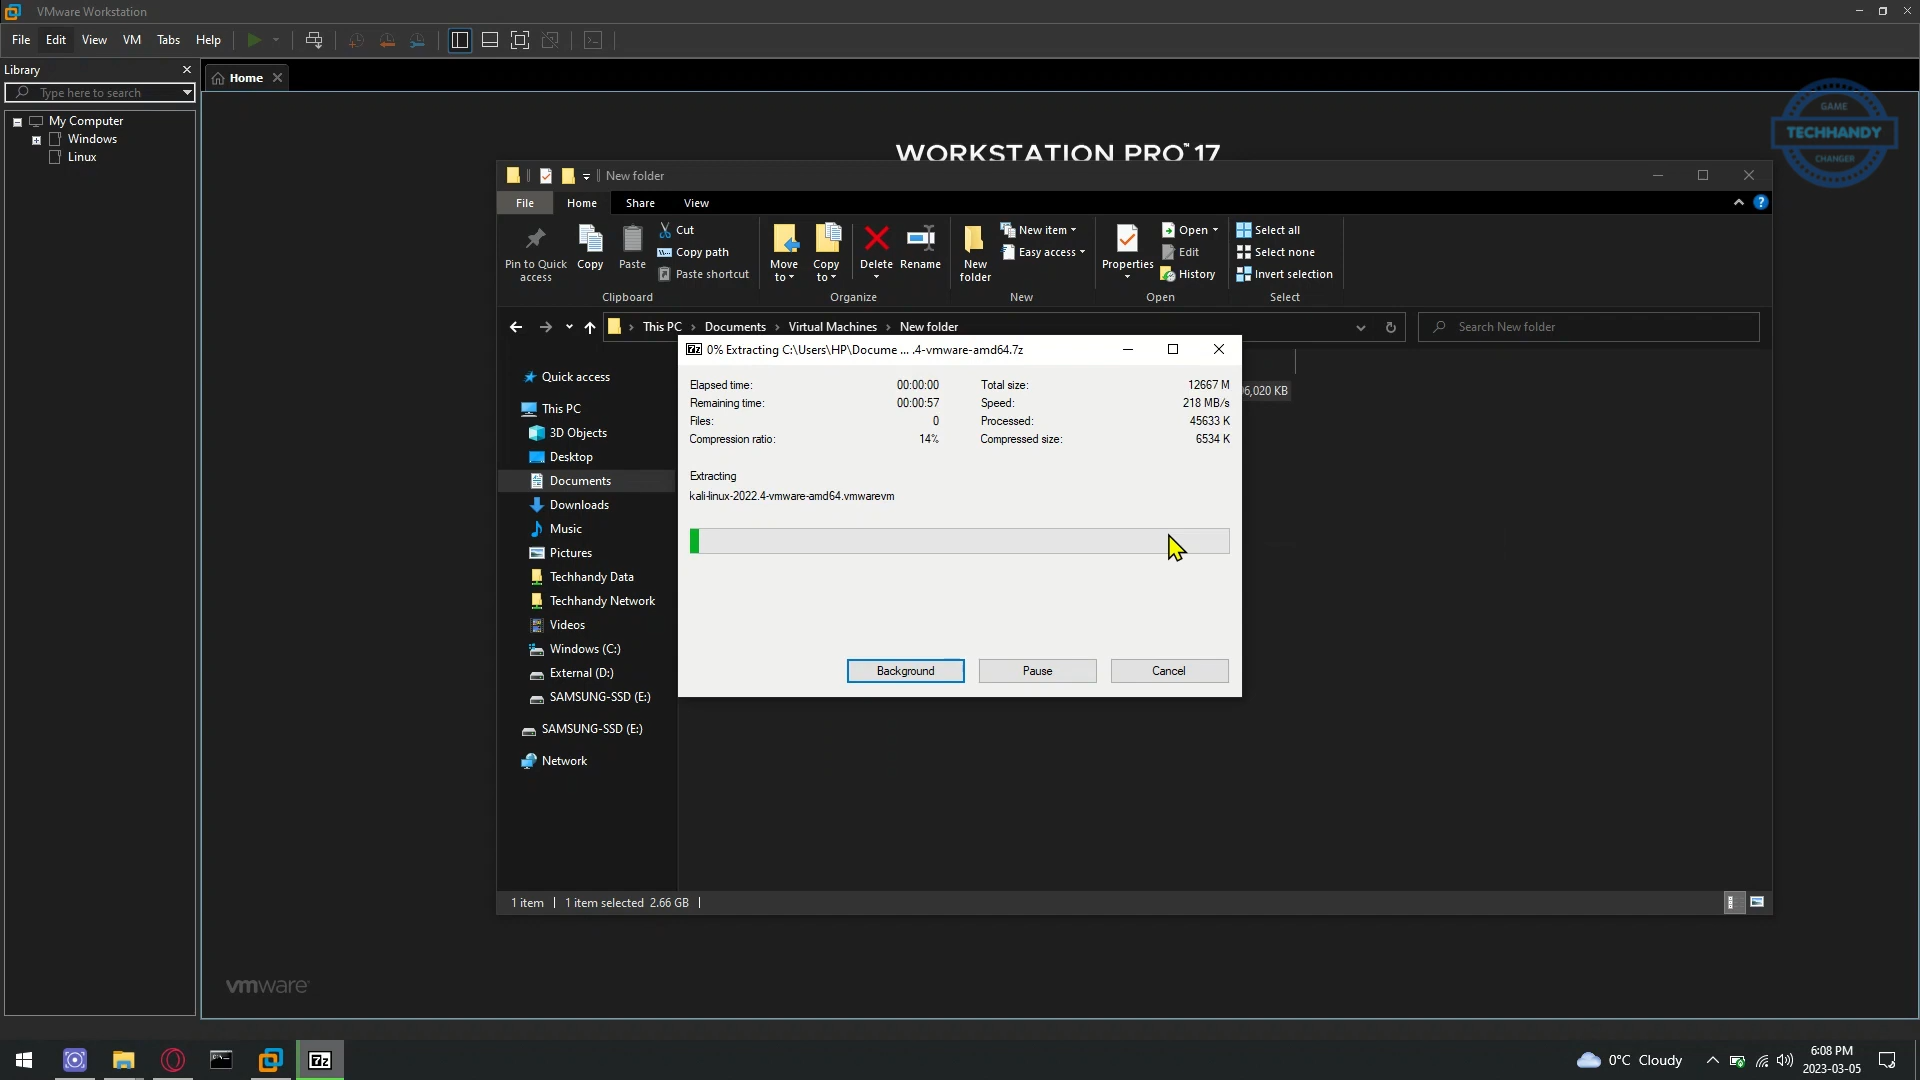 VMware Workstation
File Edit View VM Tabs Help
Library
Type here to search
My Computer
Windows
Linux
Home
WORKSTATION PRO™ 17
GAME
TECHHANDY
CHANGER
New folder
File Home Share View
Pin to Quick access
Copy
Paste
Cut
Copy path
Paste shortcut
Clipboard
Move to
Copy to
Delete
Rename
Organize
New folder
New item
Easy access
New
Properties
Open
Edit
History
Open
Select all
Select none
Invert selection
Select
This PC > Documents > Virtual Machines > New folder
Search New folder
Quick access
This PC
3D Objects
Desktop
Documents
Downloads
Music
Pictures
Techhandy Data
Techhandy Network
Videos
Windows (C:)
External (D:)
SAMSUNG-SSD (E:)
SAMSUNG-SSD (E:)
Network
7z 0% Extracting C:\Users\HP\Docume ... .4-vmware-amd64.7z
Elapsed time: 00:00:00 Total size: 12667 M
Remaining time: 00:00:57 Speed: 218 MB/s
Files: 0 Processed: 45633 K
Compression ratio: 14% Compressed size: 6534 K
Extracting
kali-linux-2022.4-vmware-amd64.vmwarevm
Background Pause Cancel
6,020 KB
1 item 1 item selected 2.66 GB
vmware
7z
0°C Cloudy
6:08 PM
2023-03-05